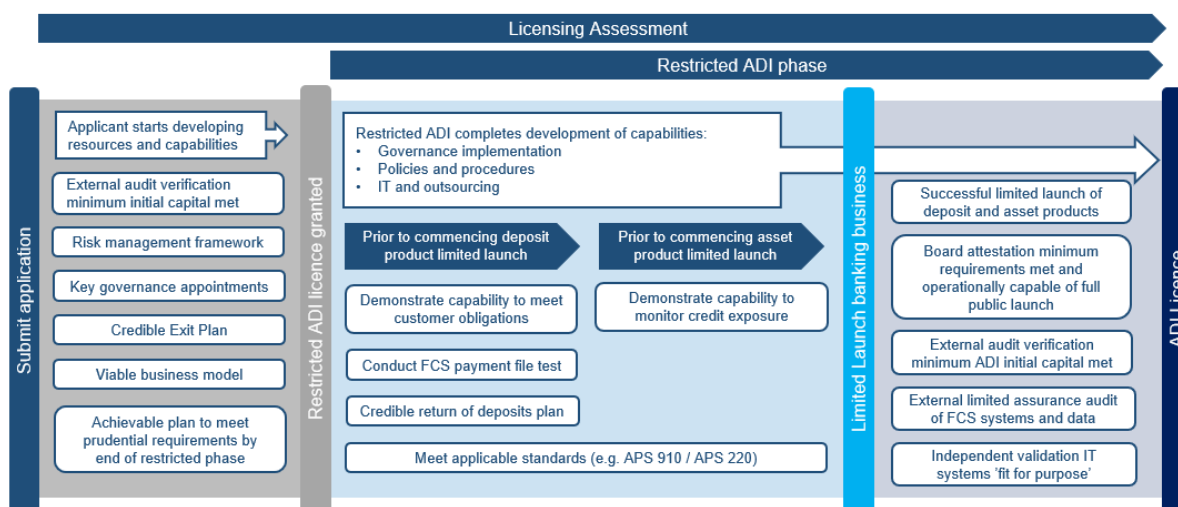 Licensing Assessment
Restricted ADI phase
Submit application
Applicant starts developing
resources and capabilities
External audit verification
minimum initial capital met
Risk management framework
Key governance appointments
Credible Exit Plan
Viable business model
Achievable plan to meet
prudential requirements by
end of restricted phase
Restricted ADI licence granted
Restricted ADI completes development of capabilities:
• Governance implementation
• Policies and procedures
• IT and outsourcing
Prior to commencing deposit
product limited launch
Demonstrate capability to meet
customer obligations
Conduct FCS payment file test
Credible return of deposits plan
Prior to commencing asset
product limited launch
Demonstrate capability to
monitor credit exposure
Meet applicable standards (e.g. APS 910 / APS 220)
Limited Launch banking business
Successful limited launch of
deposit and asset products
Board attestation minimum
requirements met and
operationally capable of full
public launch
External audit verification
minimum ADI initial capital met
External limited assurance audit
of FCS systems and data
Independent validation IT
systems 'fit for purpose'
ADI Licence